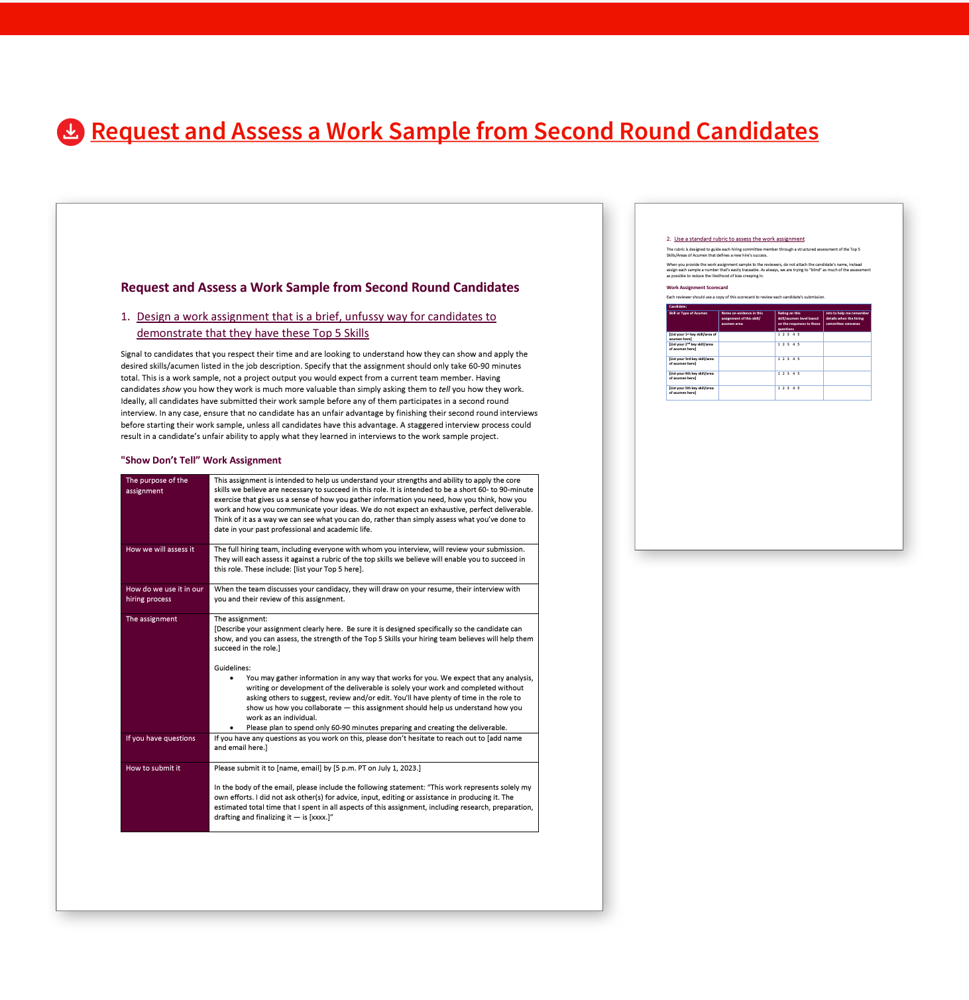 Request and Assess a Work Sample from Second Round Candidates
Request and Assess a Work Sample from Second Round Candidates
1. Design a work assignment that is a brief, unfussy way for candidates to
demonstrate that they have these Top 5 Skills
Signal to candidates that you respect their time and are looking to understand how they can show and apply the
desired skills/acumen listed in the job description. Specify that the assignment should only take 60-90 minutes
total. This is a work sample, not a project output you would expect from a current team member. Having
candidates show you how they work is much more valuable than simply asking them to tell you how they work.
Ideally, all candidates have submitted their work sample before any of them participates in a second round
interview. In any case, ensure that no candidate has an unfair advantage by finishing their second round interviews
before starting their work sample, unless all candidates have this advantage. A staggered interview process could
result in a candidate’s unfair ability to apply what they learned in interviews to the work sample project.
"Show Don’t Tell” Work Assignment
The purpose of the
assignment
This assignment is intended to help us understand your strengths and ability to apply the core
skills we believe are necessary to succeed in this role. It is intended to be a short 60- to 90-minute
exercise that gives us a sense of how you gather information you need, how you think, how you
work and how you communicate your ideas. We do not expect an exhaustive, perfect deliverable.
Think of it as a way we can see what you can do, rather than simply assess what you’ve done to
date in your past professional and academic life.
How we will assess it
The full hiring team, including everyone with whom you interview, will review your submission.
They will each assess it against a rubric of the top skills we believe will enable you to succeed in
this role. These include: [list your Top 5 here].
How do we use it in our
hiring process
When the team discusses your candidacy, they will draw on your resume, their interview with
you and their review of this assignment.
The assignment
The assignment:
[Describe your assignment clearly here. Be sure it is designed specifically so the candidate can
show, and you can assess, the strength of the Top 5 Skills your hiring team believes will help them
succeed in the role.]
Guidelines:
• You may gather information in any way that works for you. We expect that any analysis,
writing or development of the deliverable is solely your work and completed without
asking others to suggest, review and/or edit. You'll have plenty of time in the role to
show us how you collaborate — this assignment should help us understand how you
work as an individual.
• Please plan to spend only 60-90 minutes preparing and creating the deliverable.
If you have questions
If you have any questions as you work on this, please don’t hesitate to reach out to [add name
and email here.]
How to submit it
Please submit it to [name, email] by [5 p.m. PT on July 1, 2023.]
In the body of the email, please include the following statement: “This work represents solely my
own efforts. I did not ask other(s) for advice, input, editing or assistance in producing it. The
estimated total time that I spent in all aspects of this assignment, including research, preparation,
drafting and finalizing it — is [xxxx.]”
2. Use a standard rubric to assess the work assignment
The rubric is designed to guide each hiring committee member through a structured assessment of the Top 5
Skills/Areas of Acumen that defines a new hire’s success.
When you provide the work assignment sample to the reviewers, do not attach the candidate’s name, instead
assign each sample a number that’s easily traceable. As always, we are trying to “blind” as much of the assessment
as possible to reduce the likelihood of bias creeping in.
Work Assignment Scorecard
Each reviewer should use a copy of this scorecard to review each candidate’s submission.
Candidate:
Skill or Type of Acumen
Notes on evidence in this
assignment of this skill/
acumen area
Rating on this
skill/acumen level based
on the responses to these
questions
Jots to help me remember
details when the hiring
committee convenes
[List your 1st key skill/area of
acumen here]
1 2 3 4 5
[List your 2nd key skill/area
of acumen here]
1 2 3 4 5
[List your 3rd key skill/area
of acumen here]
1 2 3 4 5
[List your 4th key skill/area
of acumen here]
1 2 3 4 5
[List your 5th key skill/area
of acumen here]
1 2 3 4 5